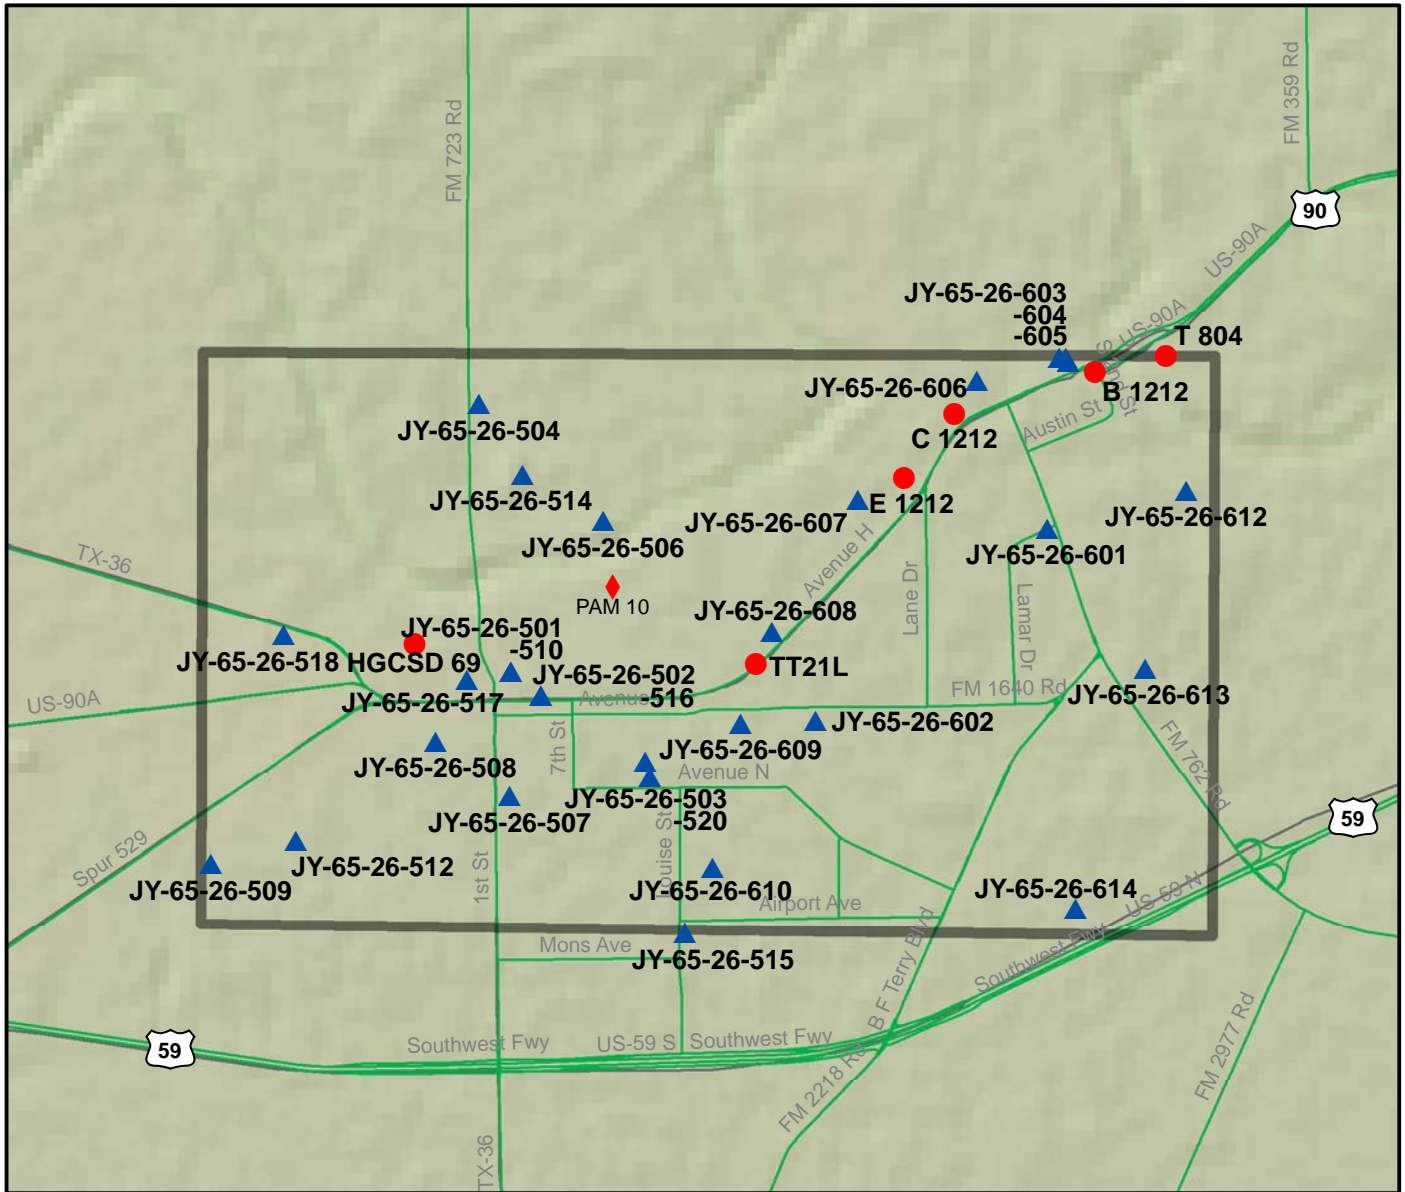 FM 723 Rd
FM 359 Rd
90
US-90A
JY-65-26-603
-604
-605
US-90A
T 804
JY-65-26-606
B 1212
JY-65-26-504
C 1212
Austin St
JY-65-26-514
E 1212
JY-65-26-612
JY-65-26-607
JY-65-26-506
JY-65-26-601
TX-36
Avenue H
PAM 10
Lane Dr
Lamar Dr
JY-65-26-608
JY-65-26-501
-510
JY-65-26-518
HGCSD 69
TT21L
JY-65-26-502
-516
JY-65-26-517
Avenue
FM 1640 Rd
JY-65-26-613
US-90A
JY-65-26-602
7th St
JY-65-26-609
JY-65-26-508
Avenue N
FM 762 Rd
JY-65-26-503
-520
JY-65-26-507
59
Louise St
Spur 529
JY-65-26-512
JY-65-26-509
1st St
JY-65-26-610
JY-65-26-614
Airport Ave
US-59 N
Southwest Fwy
Mons Ave
JY-65-26-515
B F Terry Blvd
59
Southwest Fwy
US-59 S
Southwest Fwy
FM 2218 Rd
FM 2977 Rd
TX-36